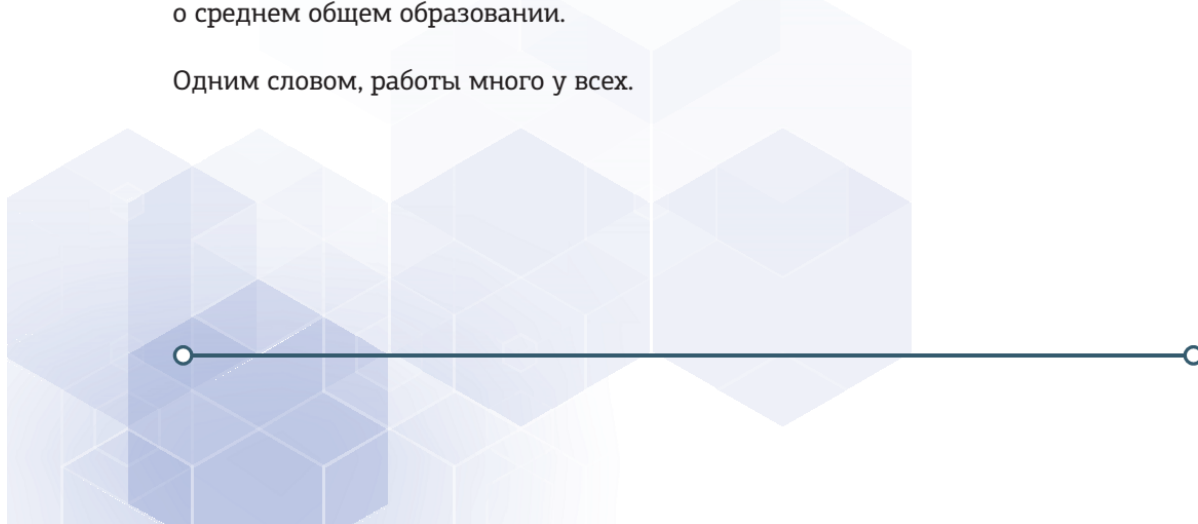 о среднем общем образовании.
Одним словом, работы много у всех.